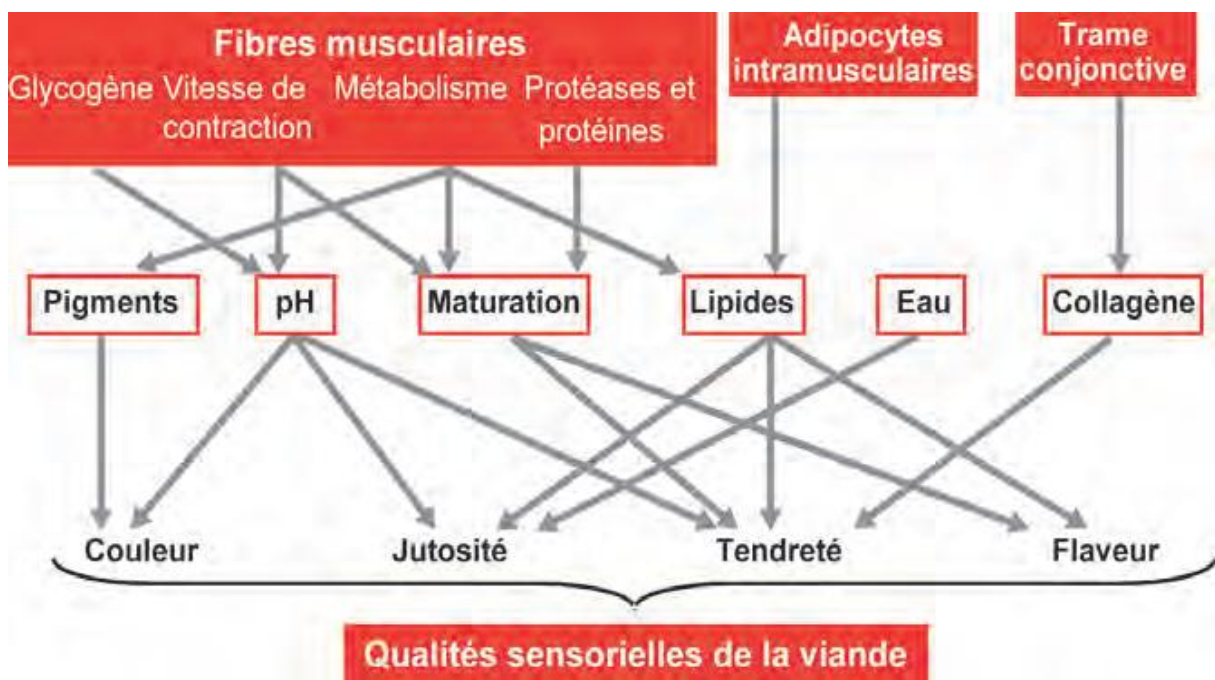 Fibres musculaires
Glycogène Vitesse de contraction Métabolisme Protéases et protéines
Adipocytes
intramusculaires
Trame
conjonctive
Pigments
pH
Maturation
Lipides
Eau
Collagène
Couleur
Jutosité
Tendreté
Flaveur
Qualités sensorielles de la viande